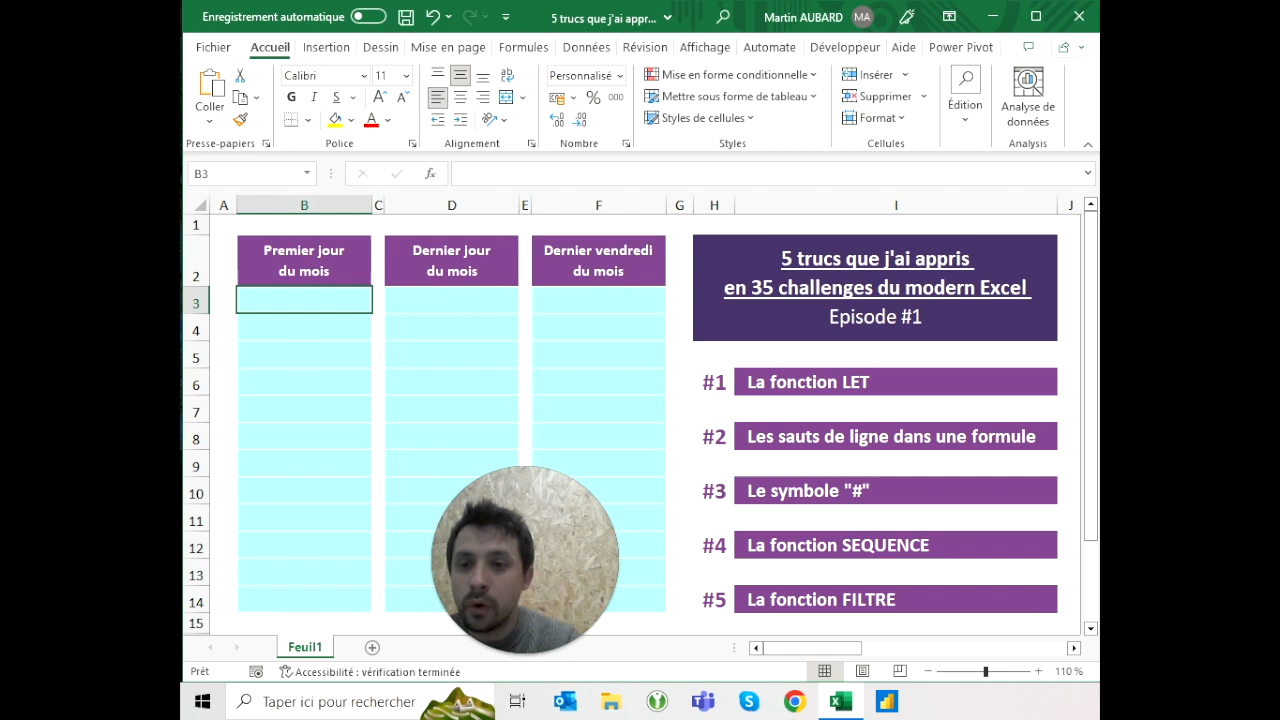 Enregistrement automatique
5 trucs que j'ai appr...
Martin AUBARD
MA
Fichier Accueil Insertion Dessin Mise en page Formules Données Révision Affichage Automate Développeur Aide Power Pivot
Coller
Calibri 11
G I S A A
ab
Personnalisé
% 000
Mise en forme conditionnelle
Mettre sous forme de tableau
Styles de cellules
Insérer
Supprimer
Format
Édition
Analyse de
données
Presse-papiers Police Alignement Nombre Styles Cellules Analysis
B3
fx
A B C D E F G H I J
1
2
3
4
5
6
7
8
9
10
11
12
13
14
15
Premier jour
du mois
Dernier jour
du mois
Dernier vendredi
du mois
5 trucs que j'ai appris
en 35 challenges du modern Excel
Episode #1
#1 La fonction LET
#2 Les sauts de ligne dans une formule
#3 Le symbole "#"
#4 La fonction SEQUENCE
#5 La fonction FILTRE
Feuil1
Prêt
Accessibilité : vérification terminée
110 %
Taper ici pour rechercher